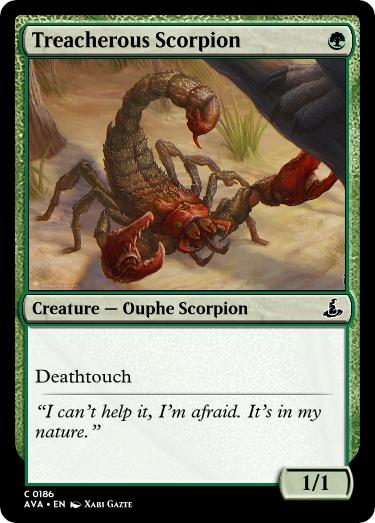 Treacherous Scorpion
Creature — Ouphe Scorpion
Deathtouch
“I can’t help it, I’m afraid. It’s in my
nature.”
1/1
C 0186
AVA • EN Xabi Gazte